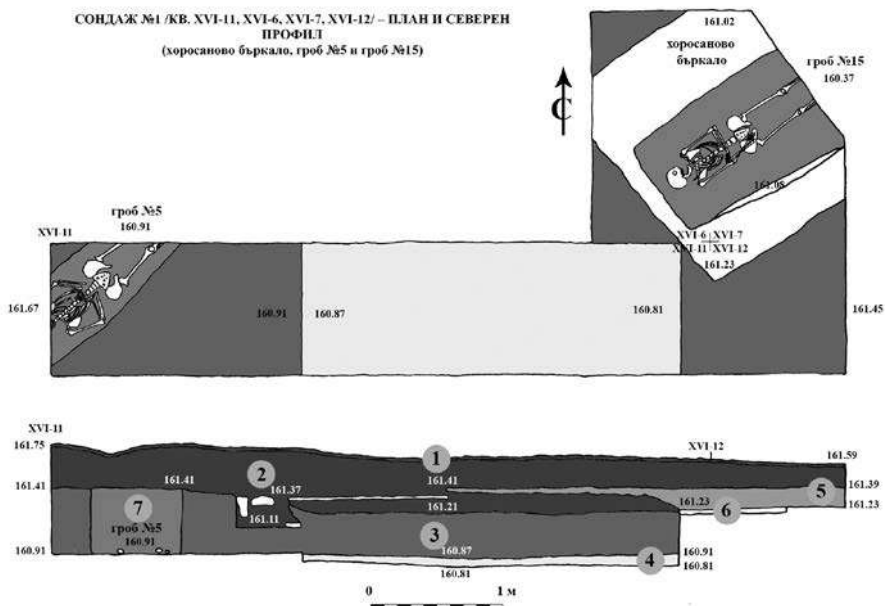 СОНДАЖ №1 /КВ. XVI-11, XVI-6, XVI-7, XVI-12/ – ПЛАН И СЕВЕРЕН
ПРОФИЛ
(хоросаново бъркало, гроб №5 и гроб №15)
161.02
хоросаново
бъркало
гроб №15
160.37
С
161.08
гроб №5
XVI-11
160.91
XVI-6 XVI-7
XVI-11 XVI-12
161.23
161.67
160.91
160.87
160.81
161.45
XVI-11
161.75
1
XVI-12
161.59
161.41
161.41
2
161.41
161.37
161.39
5
161.23
161.21
161.23
6
161.11
7
гроб №5
160.91
3
160.91
160.87
160.91
4
160.81
160.81
0
1 м